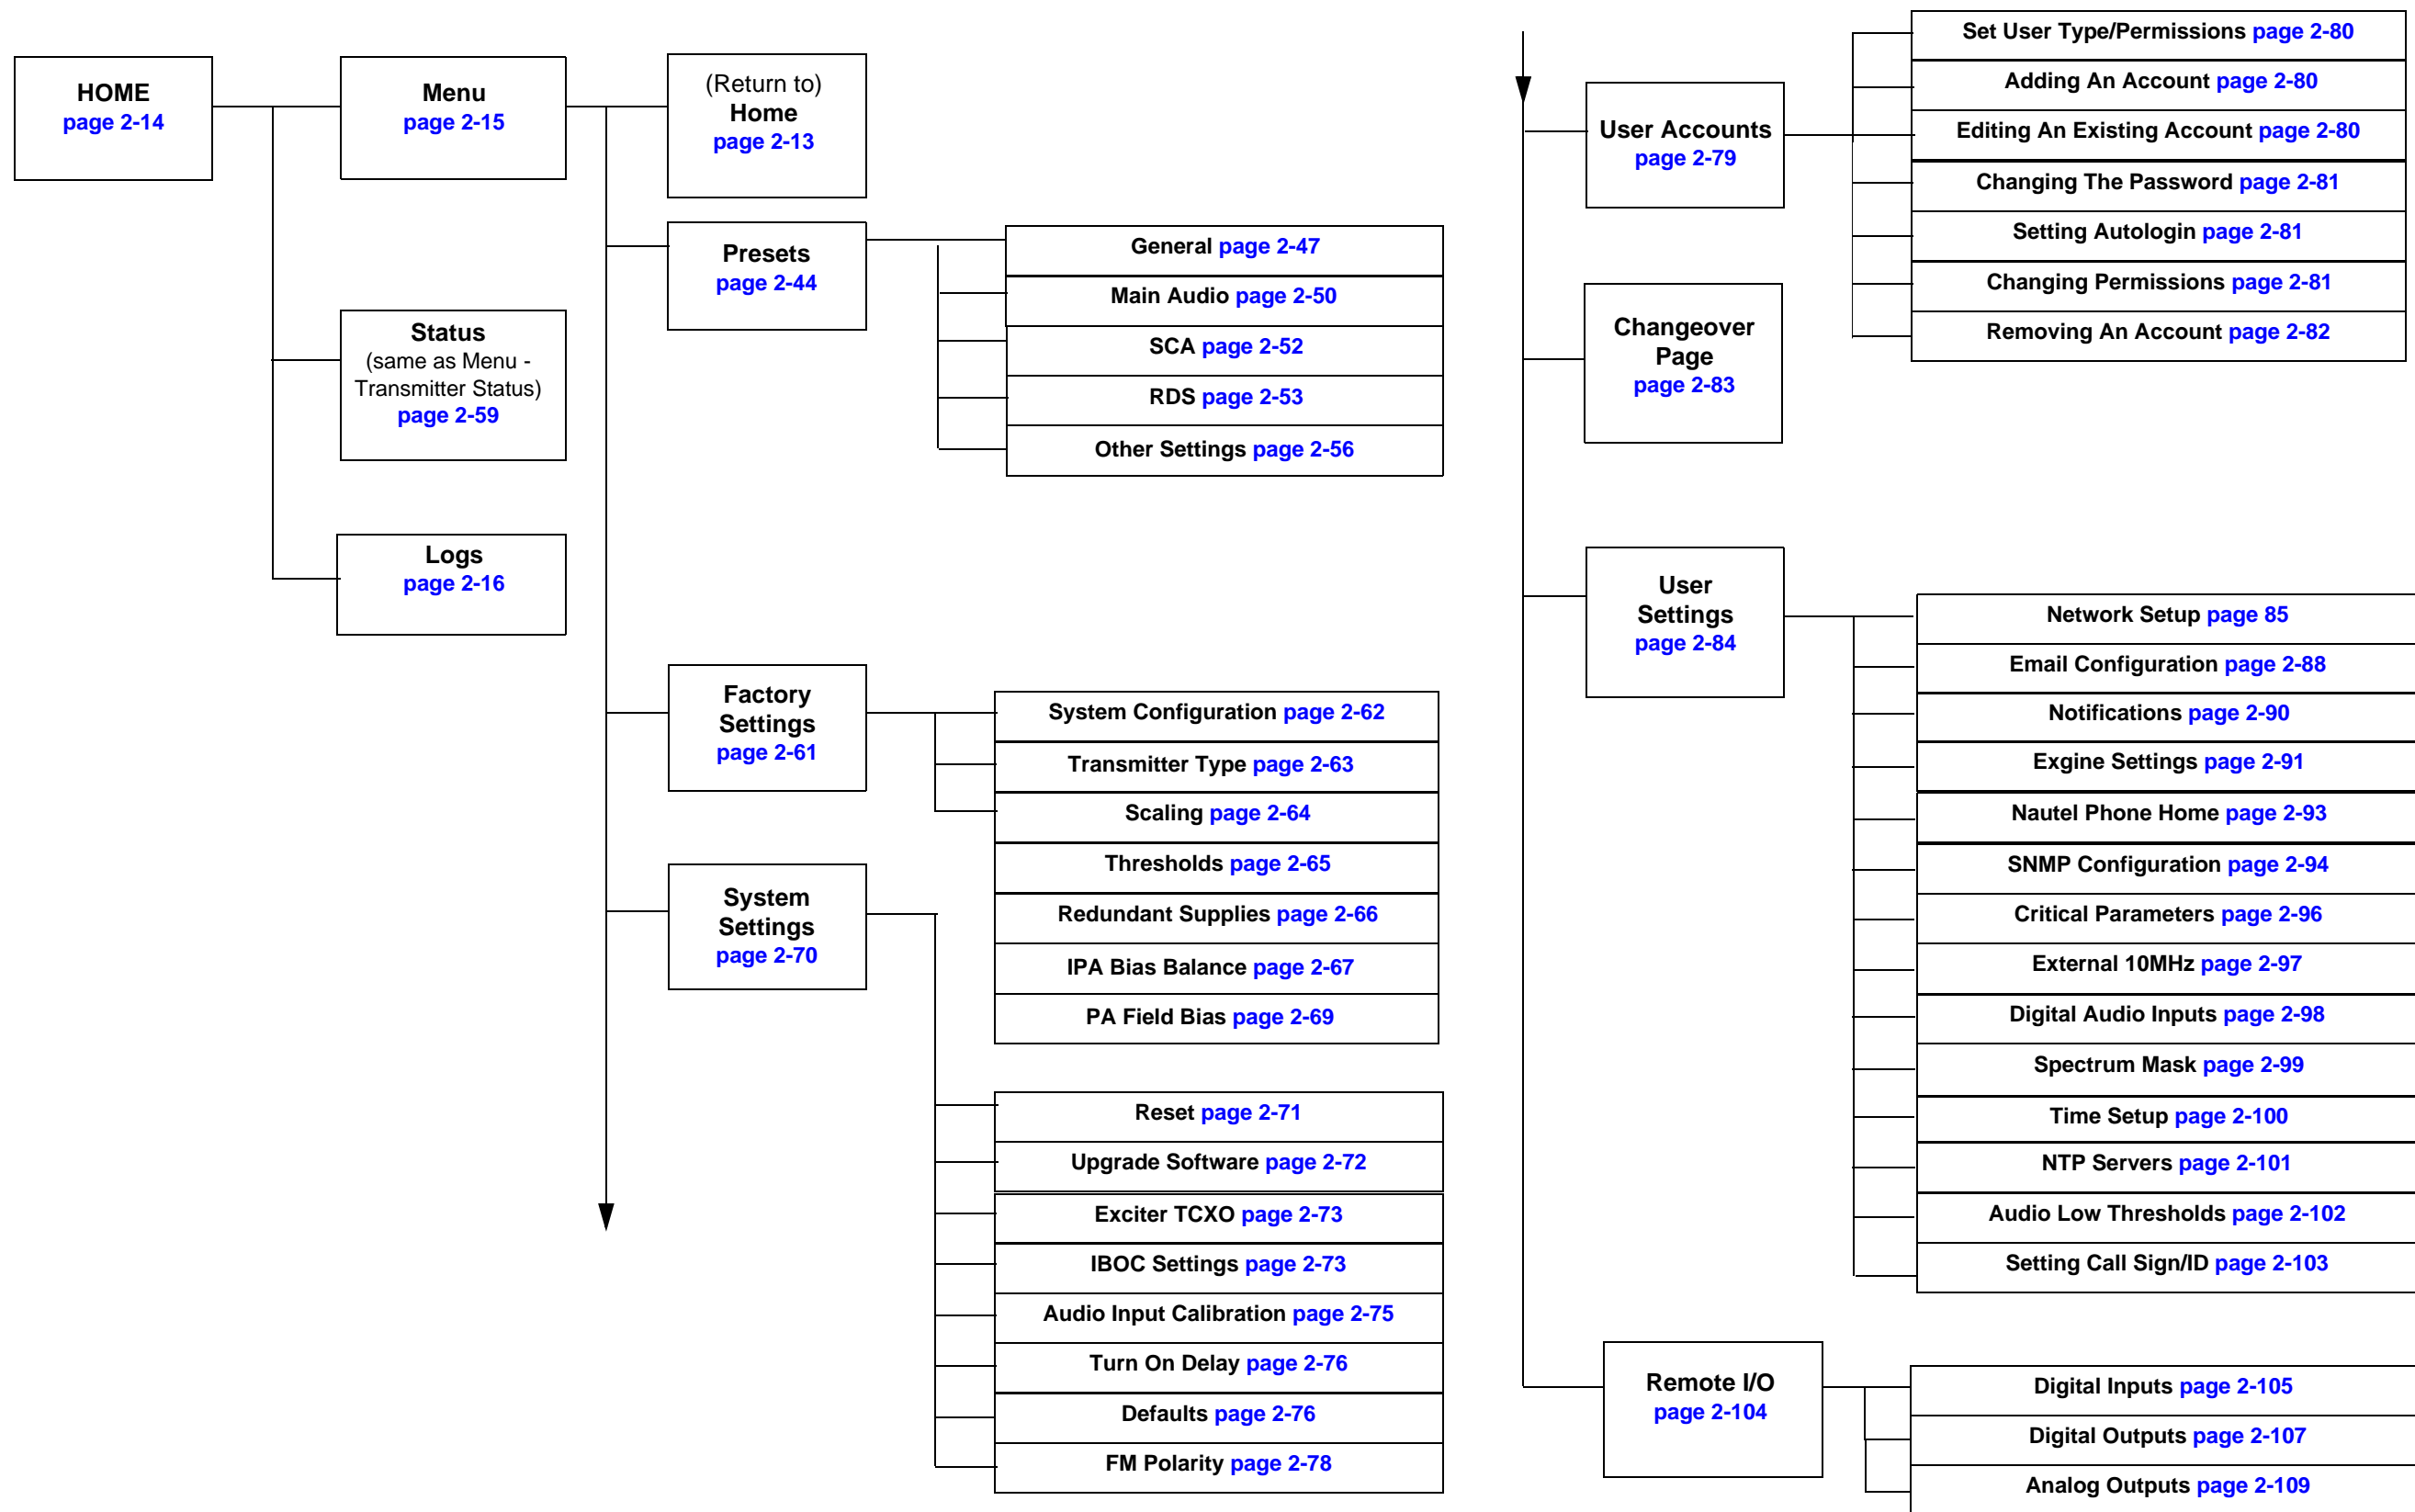 HOME
page 2-14
Menu
page 2-15
Status
(same as Menu -
Transmitter Status)
page 2-59
Logs
page 2-16
(Return to)
Home
page 2-13
Presets
page 2-44
General page 2-47
Main Audio page 2-50
SCA page 2-52
RDS page 2-53
Other Settings page 2-56
Factory
Settings
page 2-61
System Configuration page 2-62
Transmitter Type page 2-63
Scaling page 2-64
Thresholds page 2-65
Redundant Supplies page 2-66
IPA Bias Balance page 2-67
PA Field Bias page 2-69
System
Settings
page 2-70
Reset page 2-71
Upgrade Software page 2-72
Exciter TCXO page 2-73
IBOC Settings page 2-73
Audio Input Calibration page 2-75
Turn On Delay page 2-76
Defaults page 2-76
FM Polarity page 2-78
User Accounts
page 2-79
Set User Type/Permissions page 2-80
Adding An Account page 2-80
Editing An Existing Account page 2-80
Changing The Password page 2-81
Setting Autologin page 2-81
Changing Permissions page 2-81
Removing An Account page 2-82
Changeover
Page
page 2-83
User
Settings
page 2-84
Network Setup page 85
Email Configuration page 2-88
Notifications page 2-90
Exgine Settings page 2-91
Nautel Phone Home page 2-93
SNMP Configuration page 2-94
Critical Parameters page 2-96
External 10MHz page 2-97
Digital Audio Inputs page 2-98
Spectrum Mask page 2-99
Time Setup page 2-100
NTP Servers page 2-101
Audio Low Thresholds page 2-102
Setting Call Sign/ID page 2-103
Remote I/O
page 2-104
Digital Inputs page 2-105
Digital Outputs page 2-107
Analog Outputs page 2-109